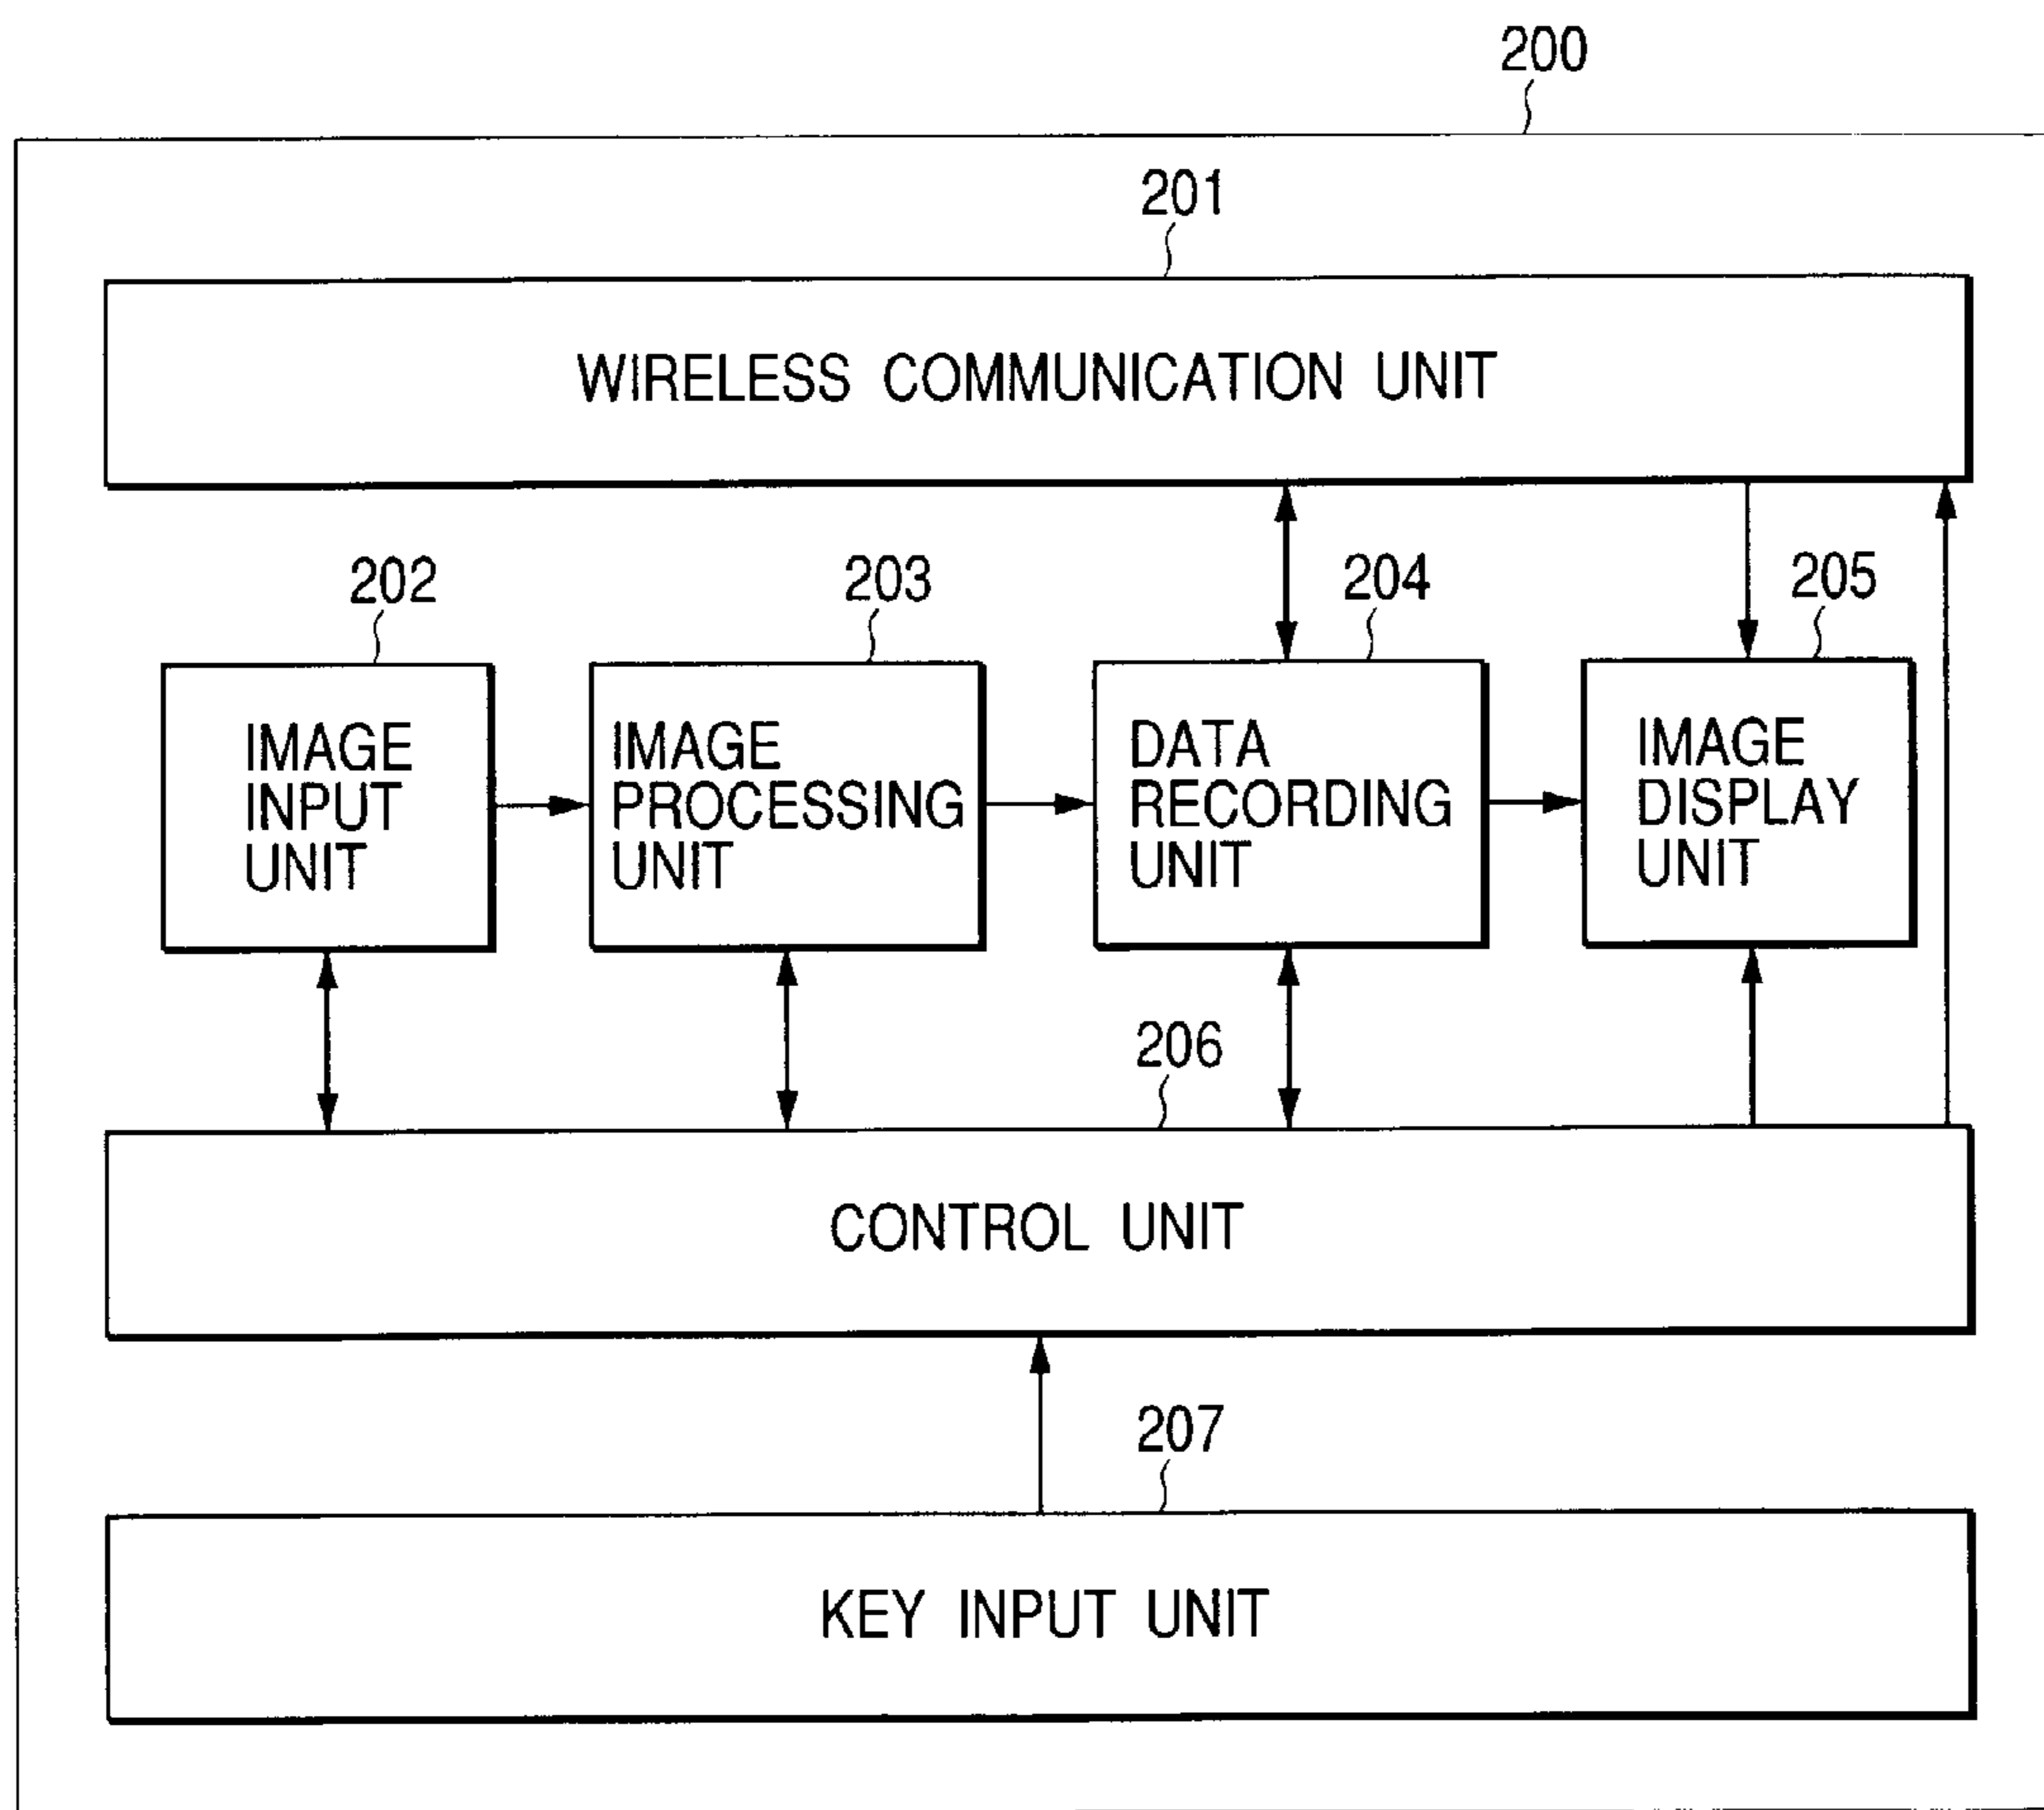 200
201
WIRELESS COMMUNICATION UNIT
202
203
204
205
IMAGE
INPUT
UNIT
IMAGE
PROCESSING
UNIT
DATA
RECORDING
UNIT
IMAGE
DISPLAY
UNIT
206
CONTROL UNIT
207
KEY INPUT UNIT